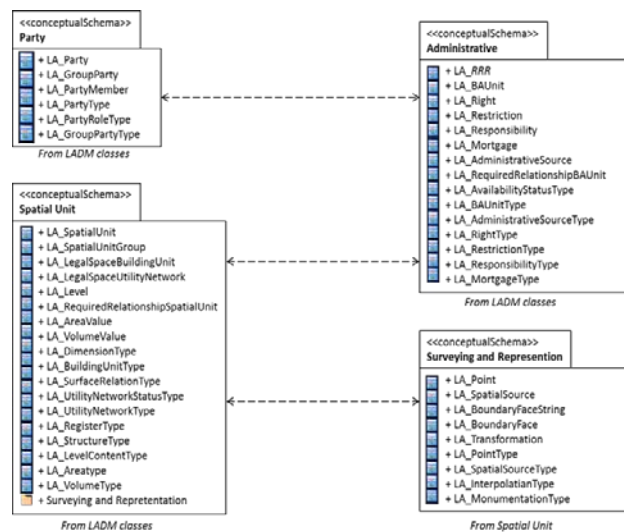 <<conceptualSchema>>
Party
+ LA_Party
+ LA_GroupParty
+ LA_PartyMember
+ LA_PartyType
+ LA_PartyRoleType
+ LA_GroupPartyType
From LADM classes
<<conceptualSchema>>
Administrative
+ LA_RRR
+ LA_BAUnit
+ LA_Right
+ LA_Restriction
+ LA_Responsibility
+ LA_Mortgage
+ LA_AdministrativeSource
+ LA_RequiredRelationshipBAUnit
+ LA_AvailabilityStatusType
+ LA_BAUnitType
+ LA_AdministrativeSourceType
+ LA_RightType
+ LA_RestrictionType
+ LA_ResponsibilityType
+ LA_MortgageType
From LADM classes
<<conceptualSchema>>
Spatial Unit
+ LA_SpatialUnit
+ LA_SpatialUnitGroup
+ LA_LegalSpaceBuildingUnit
+ LA_LegalSpaceUtilityNetwork
+ LA_Level
+ LA_RequiredRelationshipSpatialUnit
+ LA_AreaValue
+ LA_VolumeValue
+ LA_DimensionType
+ LA_BuildingUnitType
+ LA_SurfaceRelationType
+ LA_UtilityNetworkStatusType
+ LA_UtilityNetworkType
+ LA_RegisterType
+ LA_StructureType
+ LA_LevelContentType
+ LA_Areatype
+ LA_VolumeType
+ Surveying and Repretentation
From LADM classes
<<conceptualSchema>>
Surveying and Represention
+ LA_Point
+ LA_SpatialSource
+ LA_BoundaryFaceString
+ LA_BoundaryFace
+ LA_Transformation
+ LA_PointType
+ LA_SpatialSourceType
+ LA_InterpolatianType
+ LA_MonumentationType
From Spatial Unit